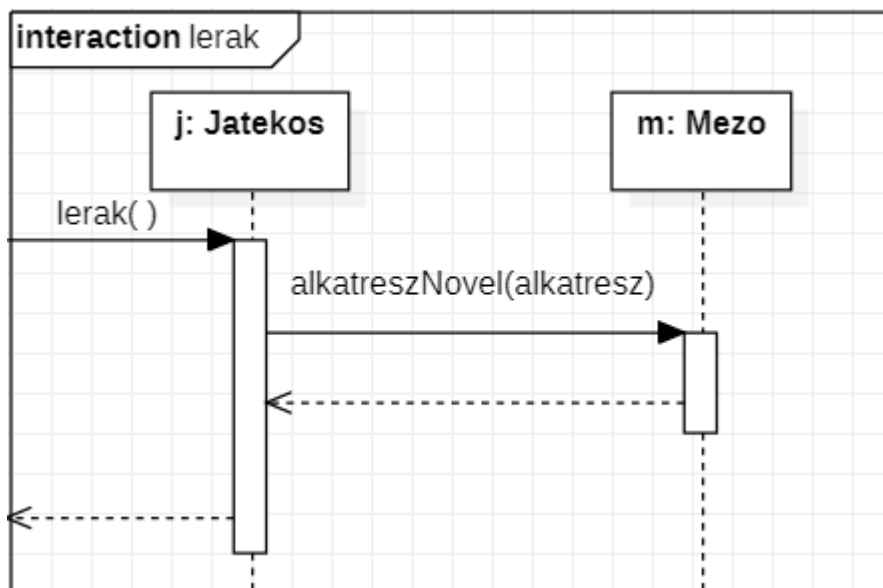 interaction lerak
j: Jatekos
m: Mezo
lerak( )
alkatreszNovel(alkatresz)